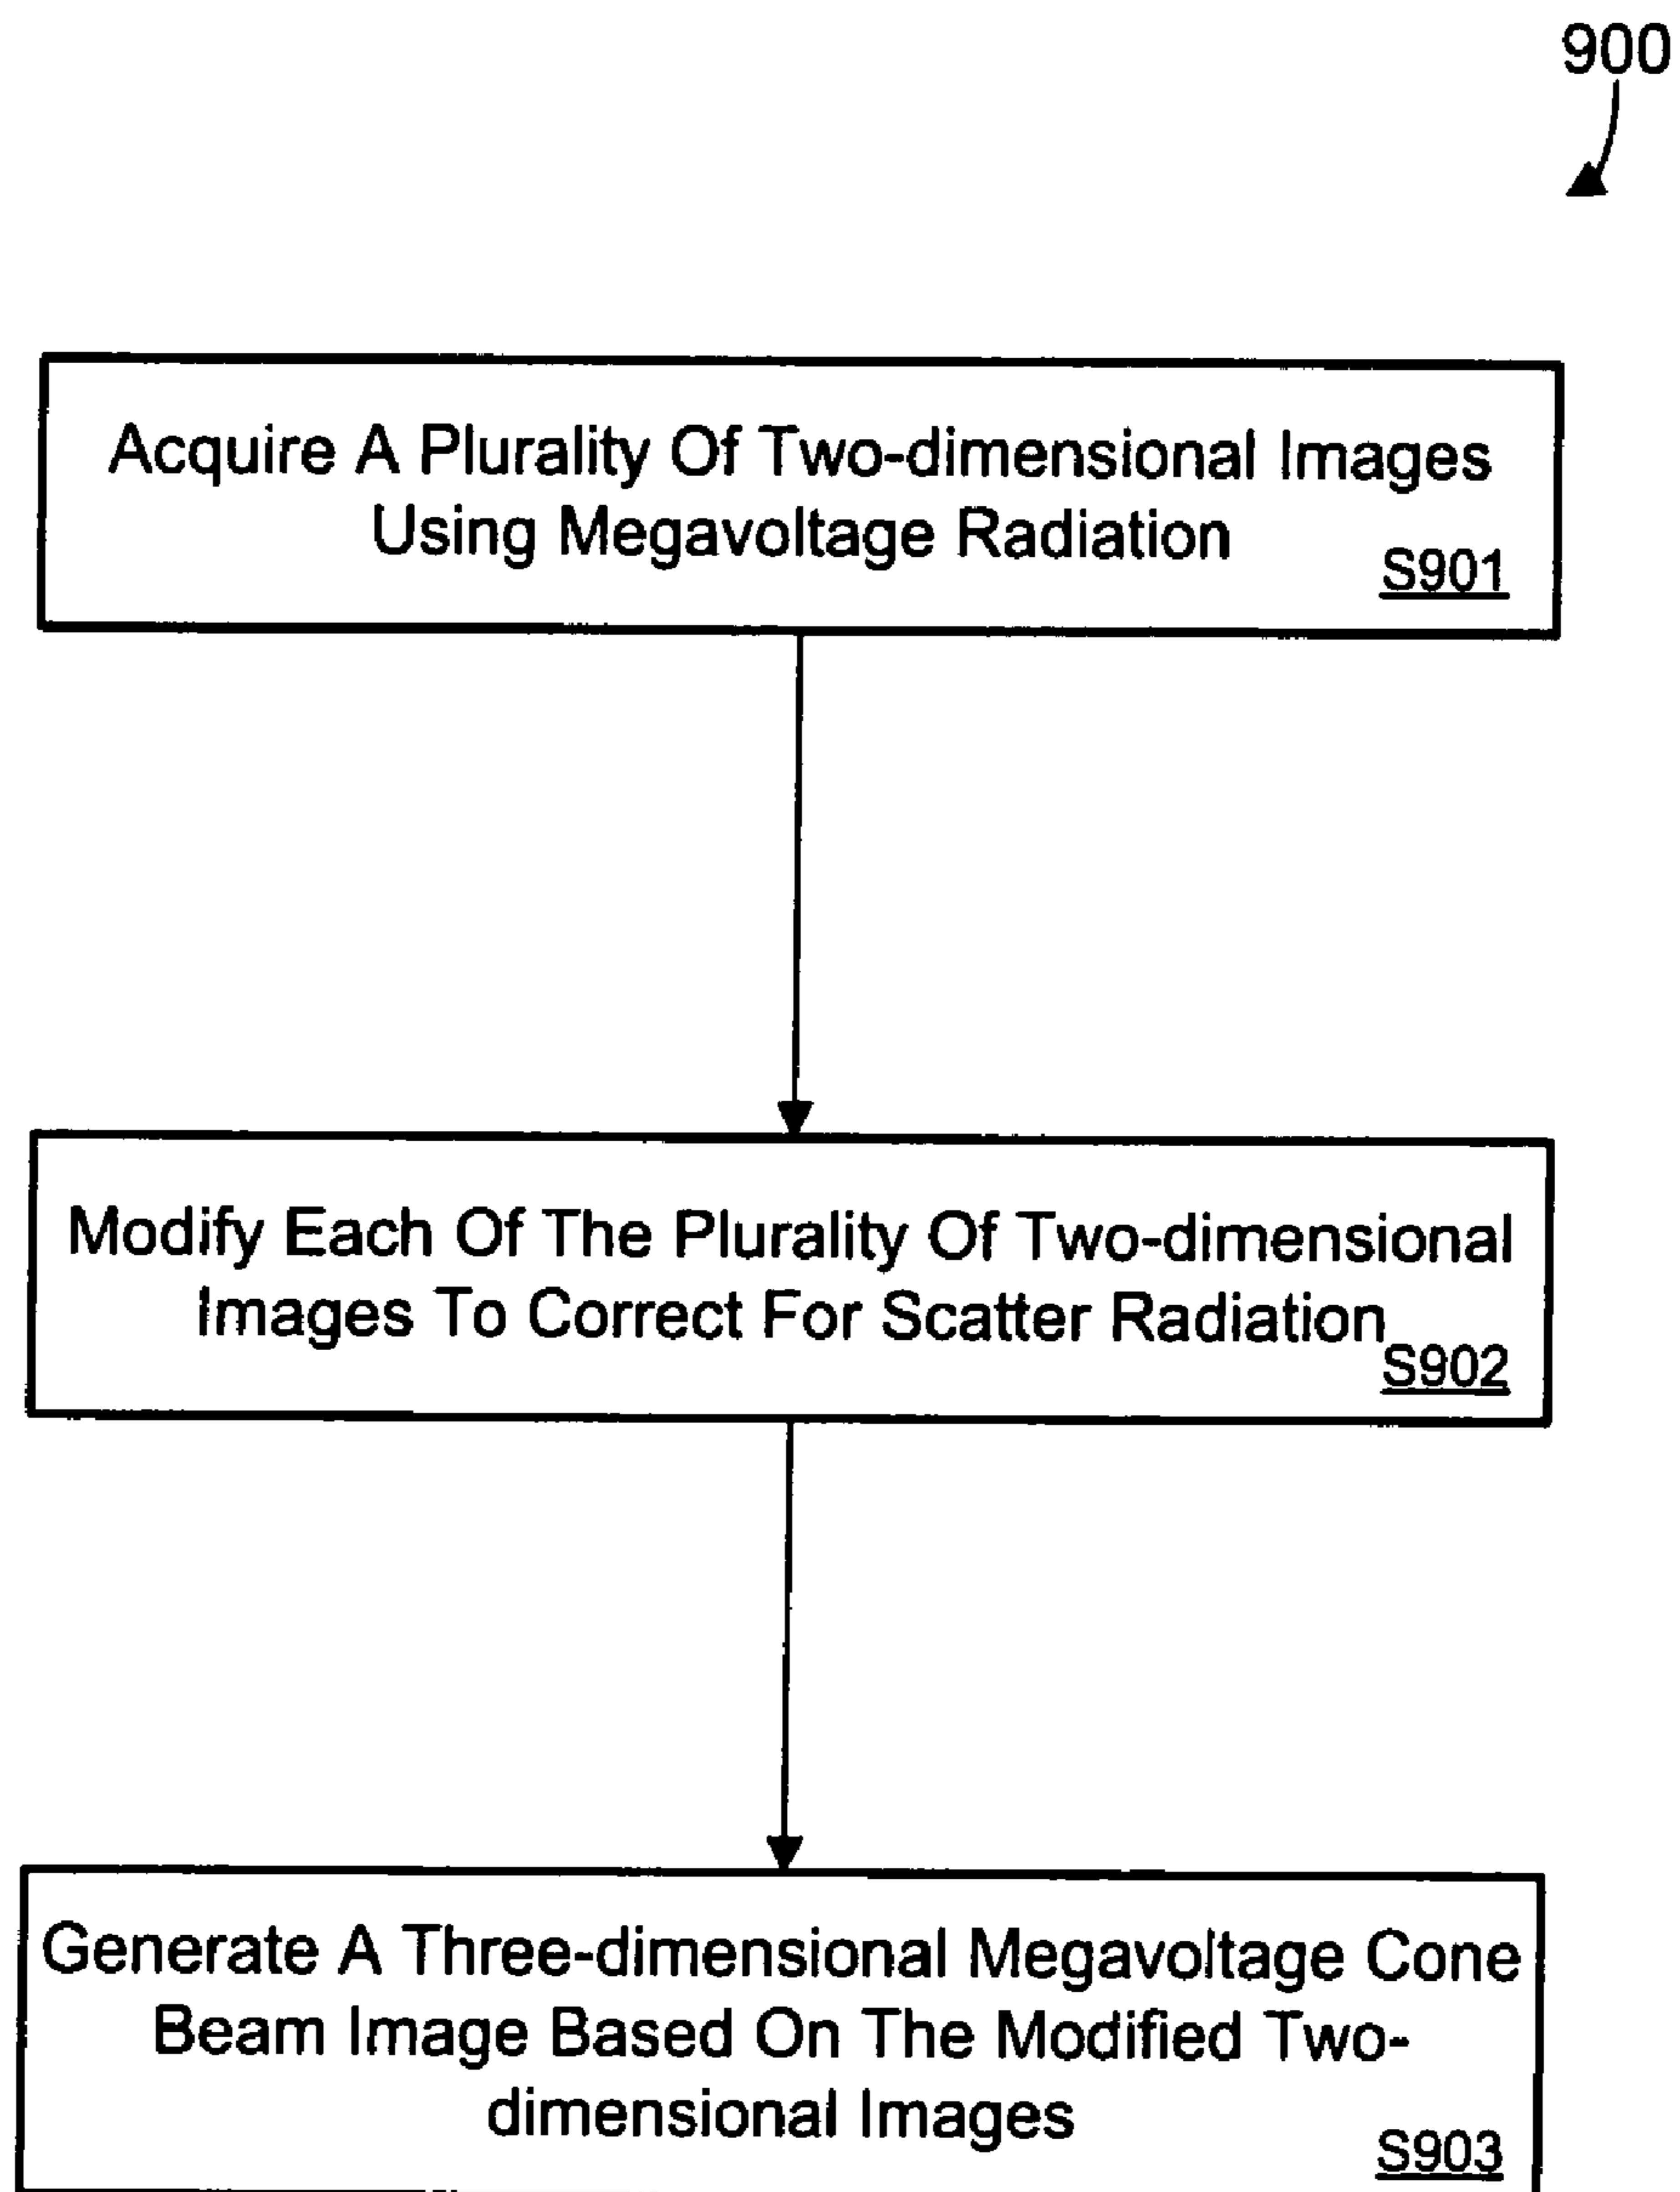 900
Acquire A Plurality Of Two-dimensional Images
Using Megavoltage Radiation
S901
Modify Each Of The Plurality Of Two-dimensional
Images To Correct For Scatter Radiation
S902
Generate A Three-dimensional Megavoltage Cone
Beam Image Based On The Modified Two-
dimensional Images
S903